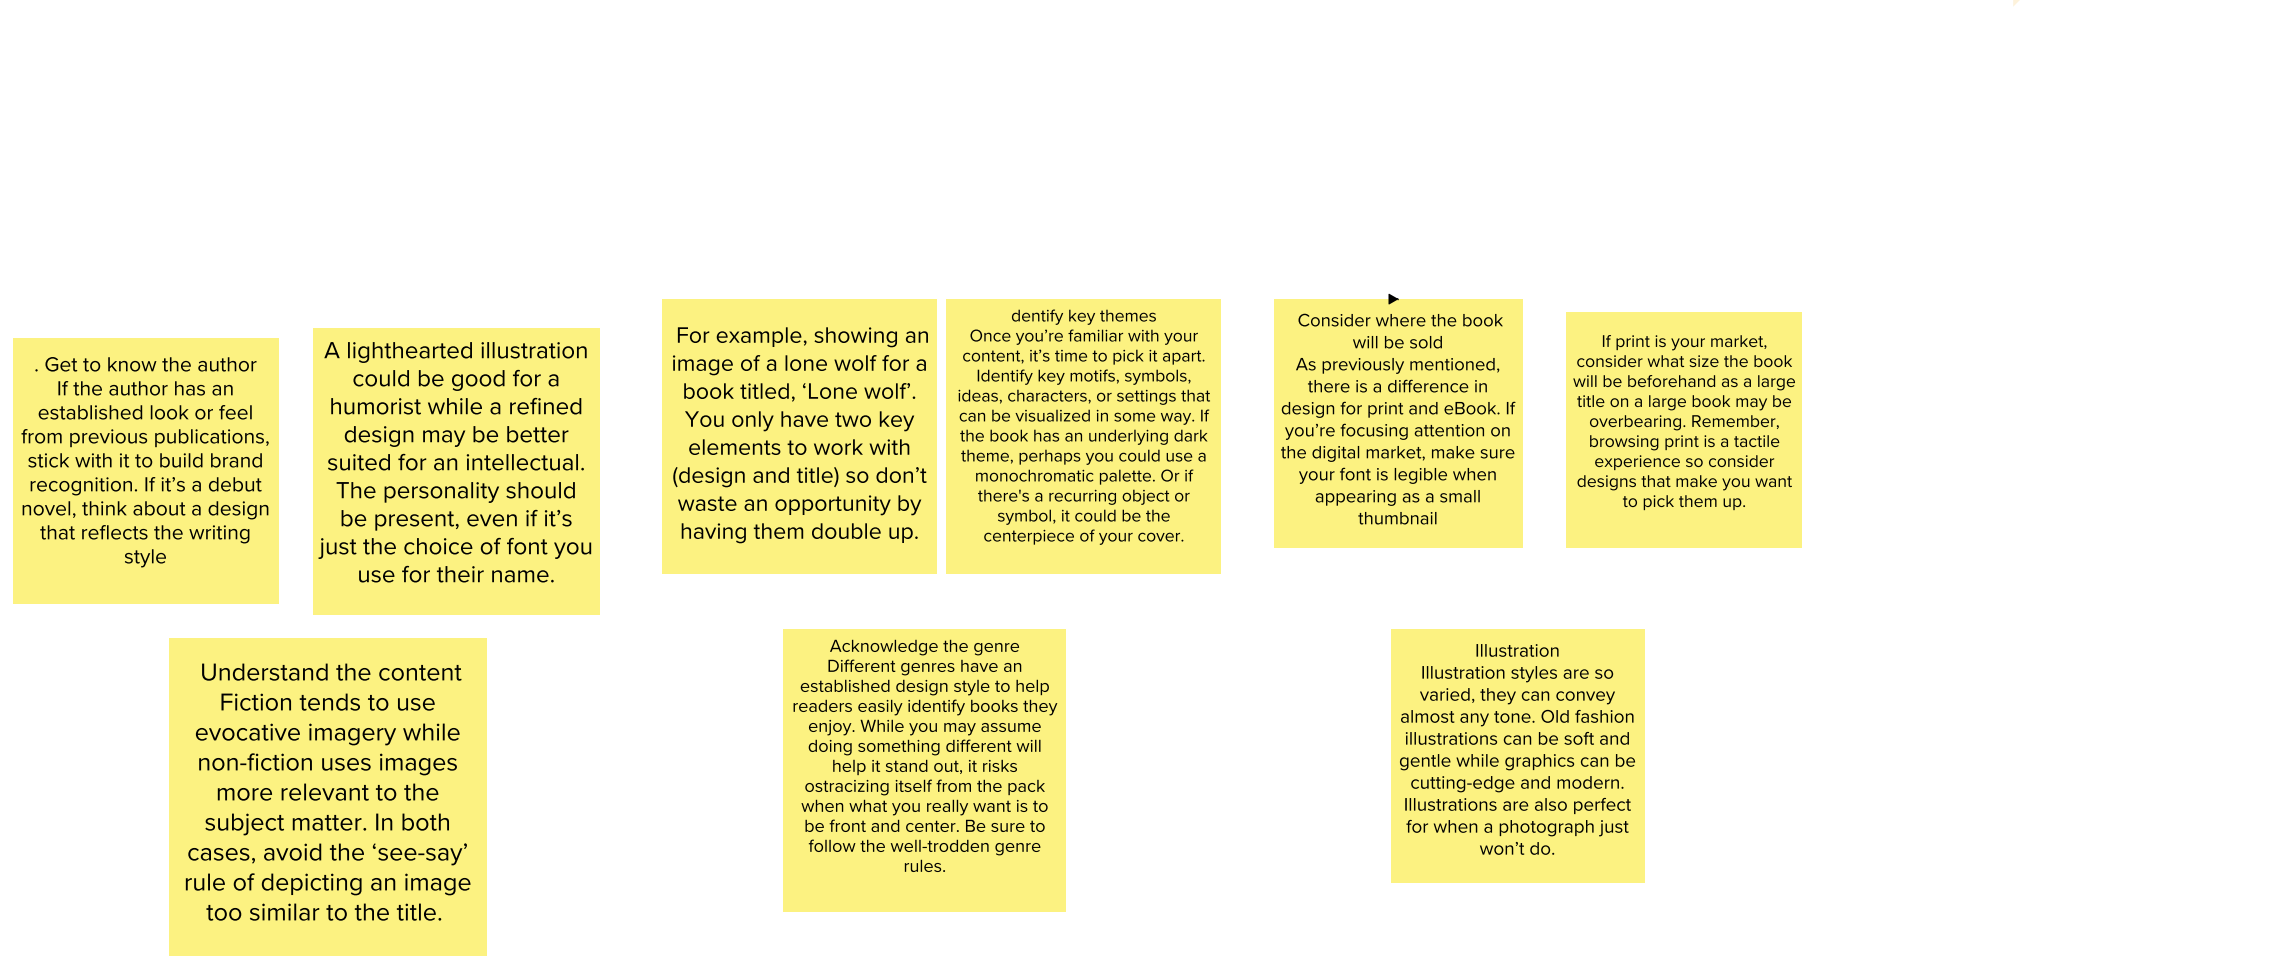 . Get to know the author
If the author has an
established look or feel
from previous publications,
stick with it to build brand
recognition. If it’s a debut
novel, think about a design
that reflects the writing
style
A lighthearted illustration
could be good for a
humorist while a refined
design may be better
suited for an intellectual.
The personality should
be present, even if it’s
just the choice of font you
use for their name.
For example, showing an
image of a lone wolf for a
book titled, ‘Lone wolf’.
You only have two key
elements to work with
(design and title) so don’t
waste an opportunity by
having them double up.
dentify key themes
Once you’re familiar with your
content, it’s time to pick it apart.
Identify key motifs, symbols,
ideas, characters, or settings that
can be visualized in some way. If
the book has an underlying dark
theme, perhaps you could use a
monochromatic palette. Or if
there's a recurring object or
symbol, it could be the
centerpiece of your cover.
Consider where the book
will be sold
As previously mentioned,
there is a difference in
design for print and eBook. If
you’re focusing attention on
the digital market, make sure
your font is legible when
appearing as a small
thumbnail
If print is your market,
consider what size the book
will be beforehand as a large
title on a large book may be
overbearing. Remember,
browsing print is a tactile
experience so consider
designs that make you want
to pick them up.
Understand the content
Fiction tends to use
evocative imagery while
non-fiction uses images
more relevant to the
subject matter. In both
cases, avoid the ‘see-say’
rule of depicting an image
too similar to the title.
Acknowledge the genre
Different genres have an
established design style to help
readers easily identify books they
enjoy. While you may assume
doing something different will
help it stand out, it risks
ostracizing itself from the pack
when what you really want is to
be front and center. Be sure to
follow the well-trodden genre
rules.
Illustration
Illustration styles are so
varied, they can convey
almost any tone. Old fashion
illustrations can be soft and
gentle while graphics can be
cutting-edge and modern.
Illustrations are also perfect
for when a photograph just
won’t do.